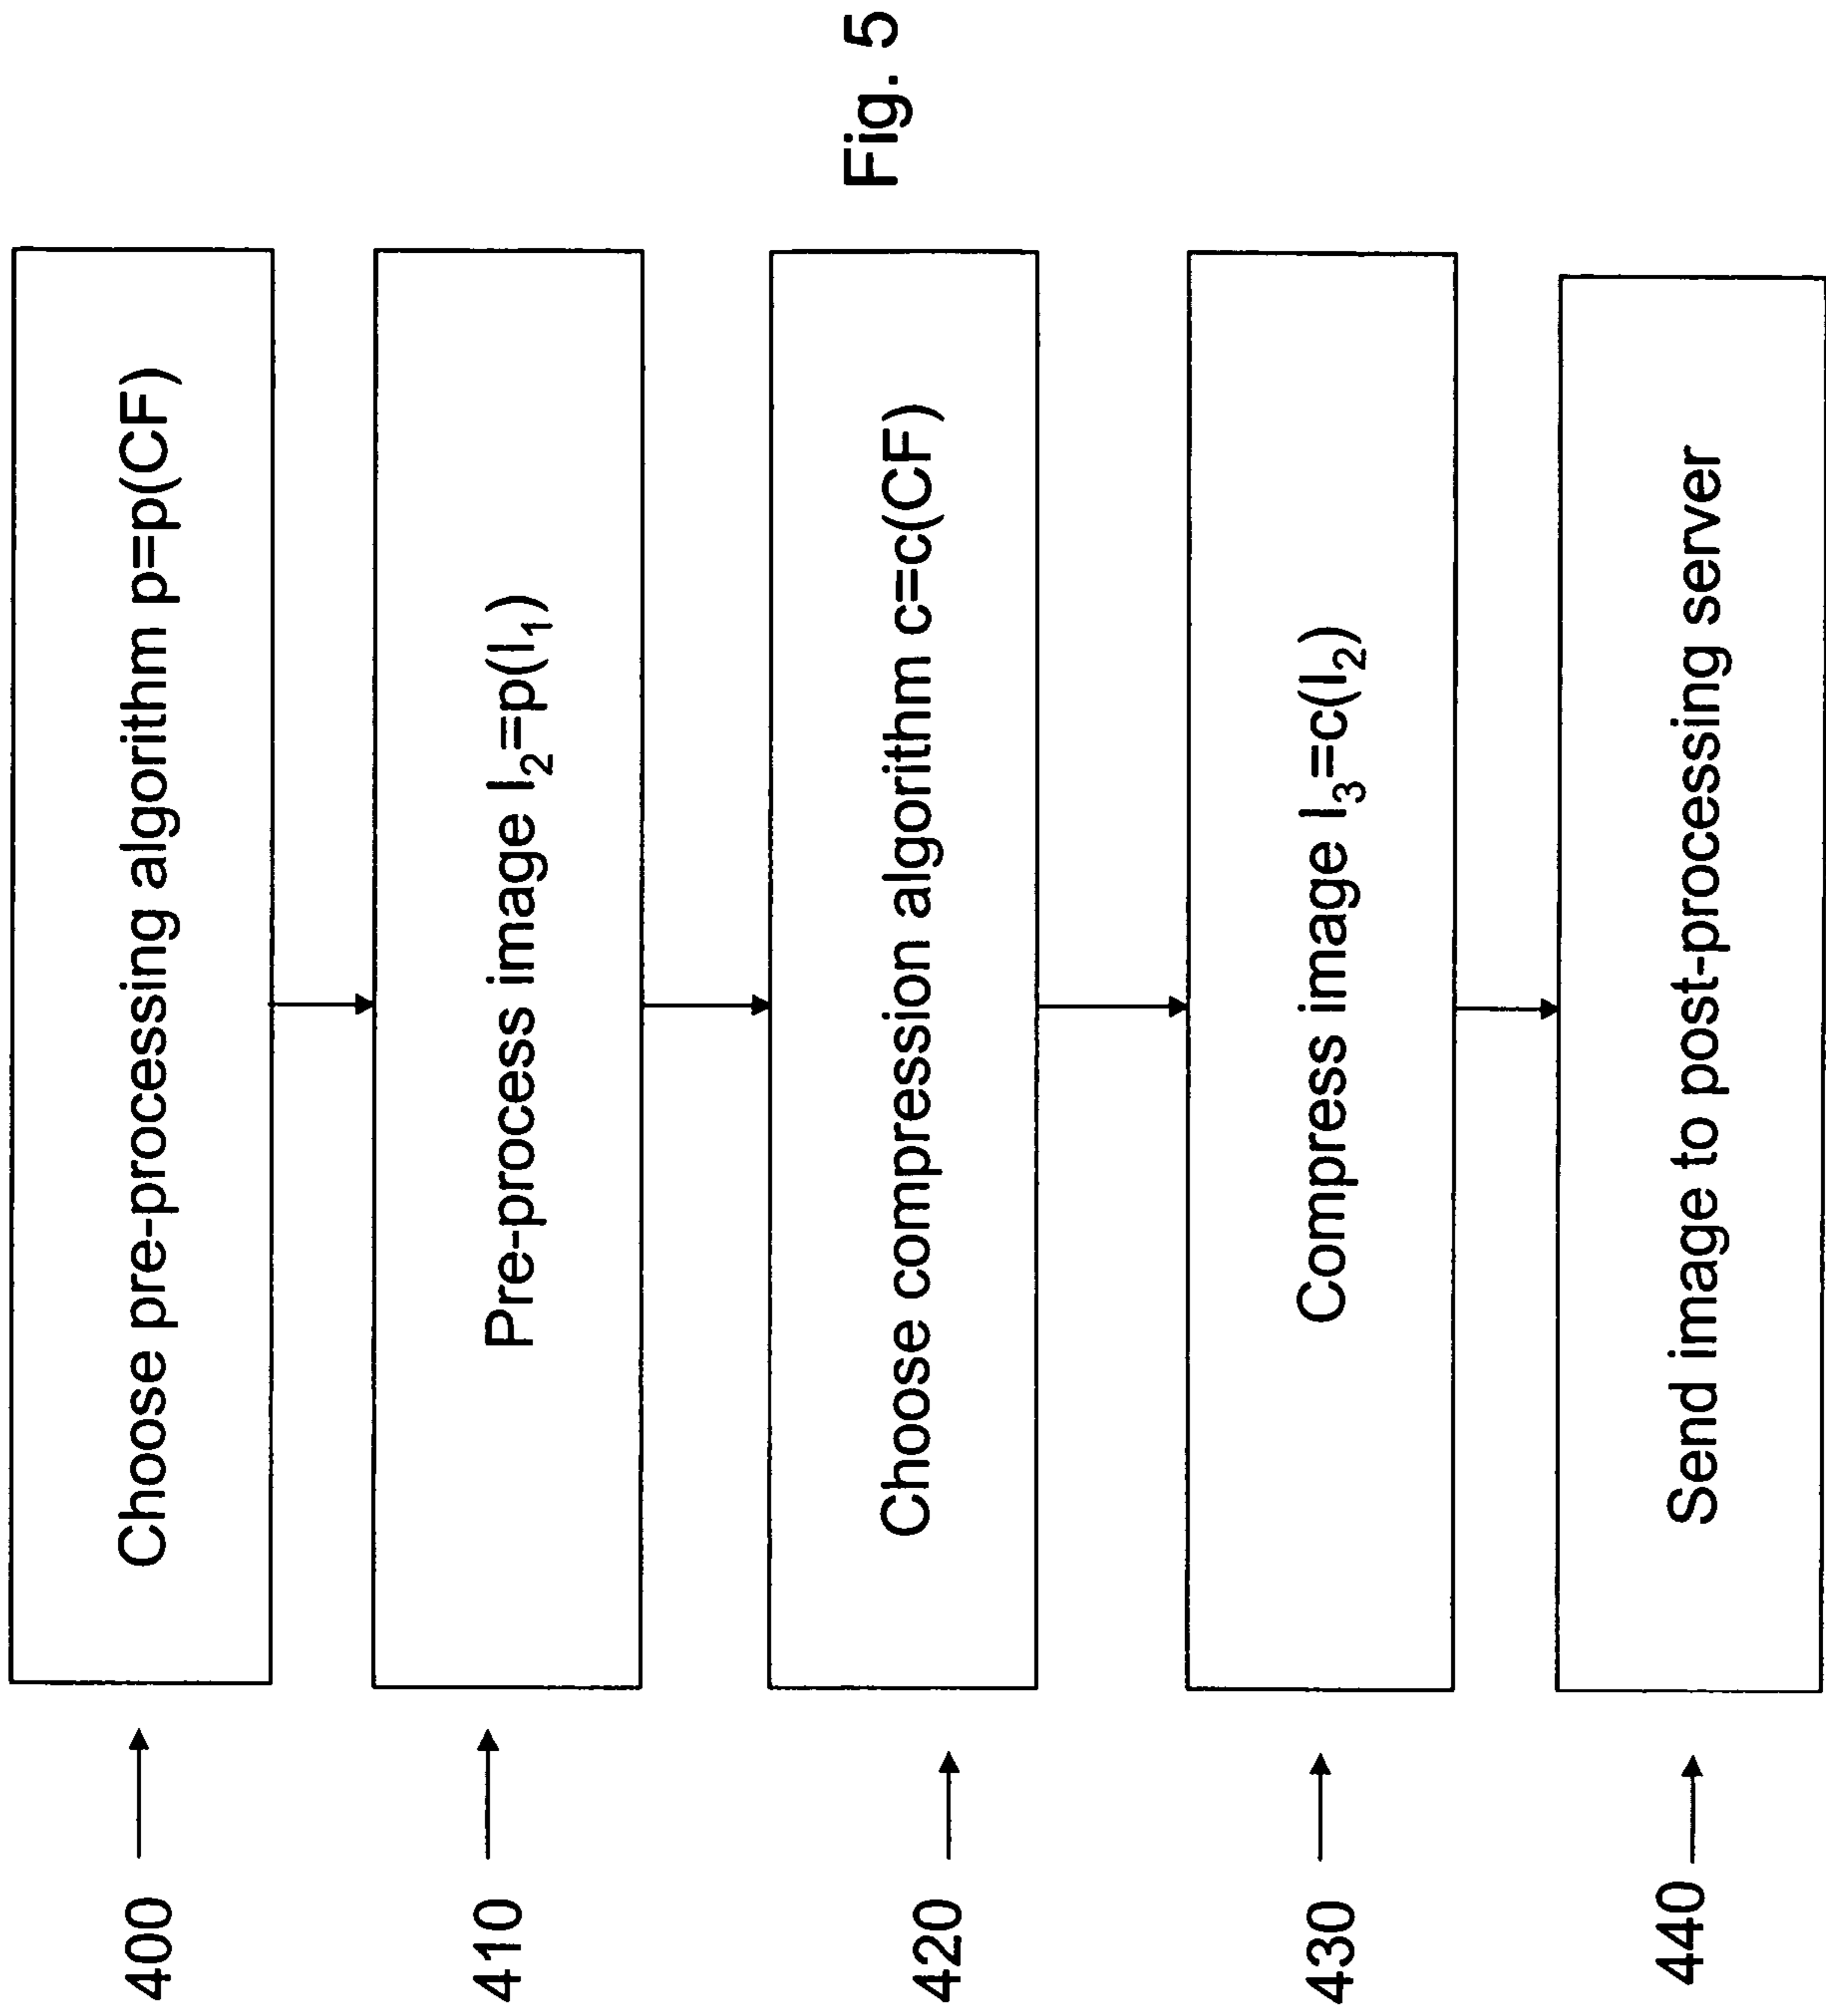 400
Choose pre-processing algorithm p=p(CF)
410
Pre-process image I₂=p(I₁)
420
Choose compression algorithm c=c(CF)
430
Compress image I₃=c(I₂)
440
Send image to post-processing server
Fig. 5